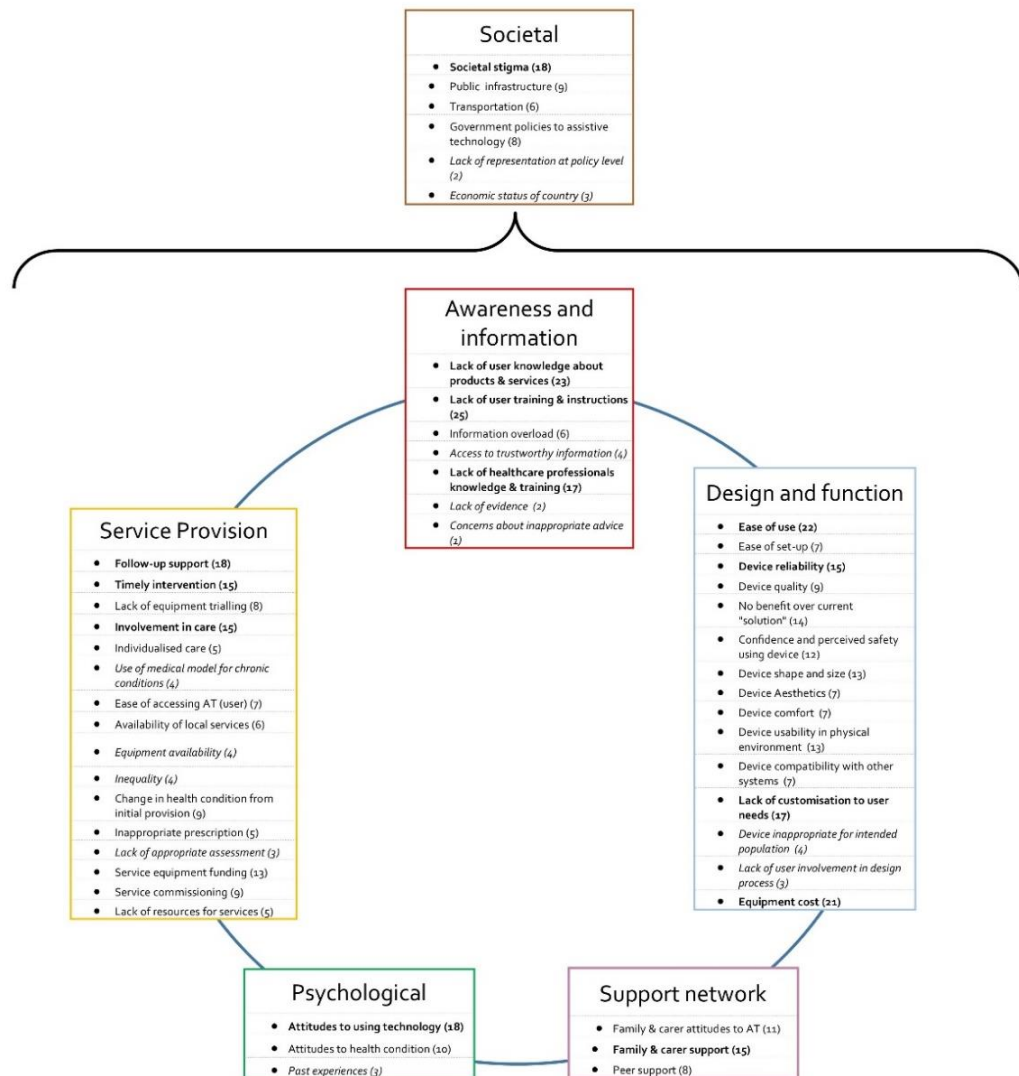 Societal
• Societal stigma (18)
• Public infrastructure (9)
• Transportation (6)
• Government policies to assistive
technology (8)
• Lack of representation at policy level
(2)
• Economic status of country (3)
Awareness and
information
• Lack of user knowledge about
products & services (23)
• Lack of user training & instructions
(25)
• Information overload (6)
• Access to trustworthy information (4)
• Lack of healthcare professionals
knowledge & training (17)
• Lack of evidence (2)
• Concerns about inappropriate advice
(1)
Service Provision
• Follow-up support (18)
• Timely intervention (15)
• Lack of equipment trialling (8)
• Involvement in care (15)
• Individualised care (5)
• Use of medical model for chronic
conditions (4)
• Ease of accessing AT (user) (7)
• Availability of local services (6)
• Equipment availability (4)
• Inequality (4)
• Change in health condition from
initial provision (9)
• Inappropriate prescription (5)
• Lack of appropriate assessment (3)
• Service equipment funding (13)
• Service commissioning (9)
• Lack of resources for services (5)
Design and function
• Ease of use (22)
• Ease of set-up (7)
• Device reliability (15)
• Device quality (9)
• No benefit over current
"solution" (14)
• Confidence and perceived safety
using device (12)
• Device shape and size (13)
• Device Aesthetics (7)
• Device comfort (7)
• Device usability in physical
environment (13)
• Device compatibility with other
systems (7)
• Lack of customisation to user
needs (17)
• Device inappropriate for intended
population (4)
• Lack of user involvement in design
process (3)
• Equipment cost (21)
Psychological
• Attitudes to using technology (18)
• Attitudes to health condition (10)
• Past experiences (3)
Support network
• Family & carer attitudes to AT (11)
• Family & carer support (15)
• Peer support (8)